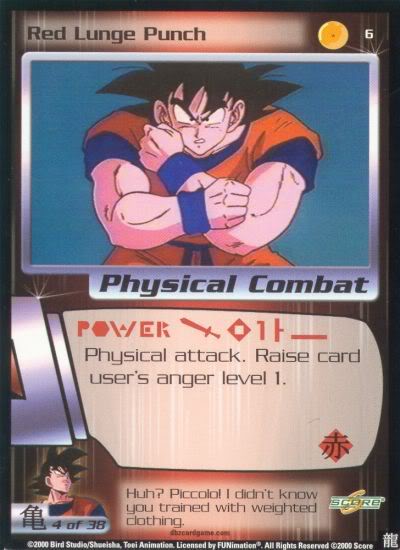 Red Lunge Punch
6
Physical Combat
POWER
Physical attack. Raise card
user's anger level 1.
赤
Huh? Piccolo! I didn't know
you trained with weighted
clothing.
亀
4 of 38
SCORE
dbzcardgame.com
©2000 Bird Studio/Shueisha, Toei Animation. Licensed by FUNimation®. All Rights Reserved ©2000 Score
龍